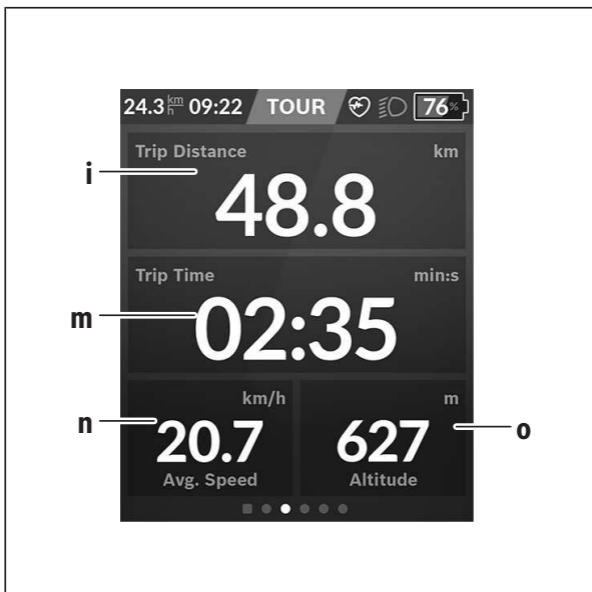 24.3 km/h 09:22 TOUR 76%
Trip Distance km
i
48.8
Trip Time min:s
m
02:35
km/h m
n
20.7 627
o
Avg. Speed Altitude